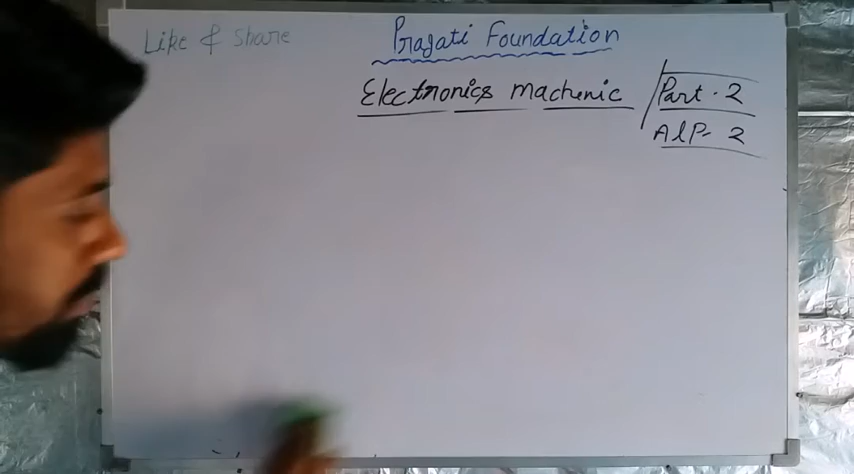 Like & Share
Pragati Foundation
Electronics machenic
Part-2
ALP-2